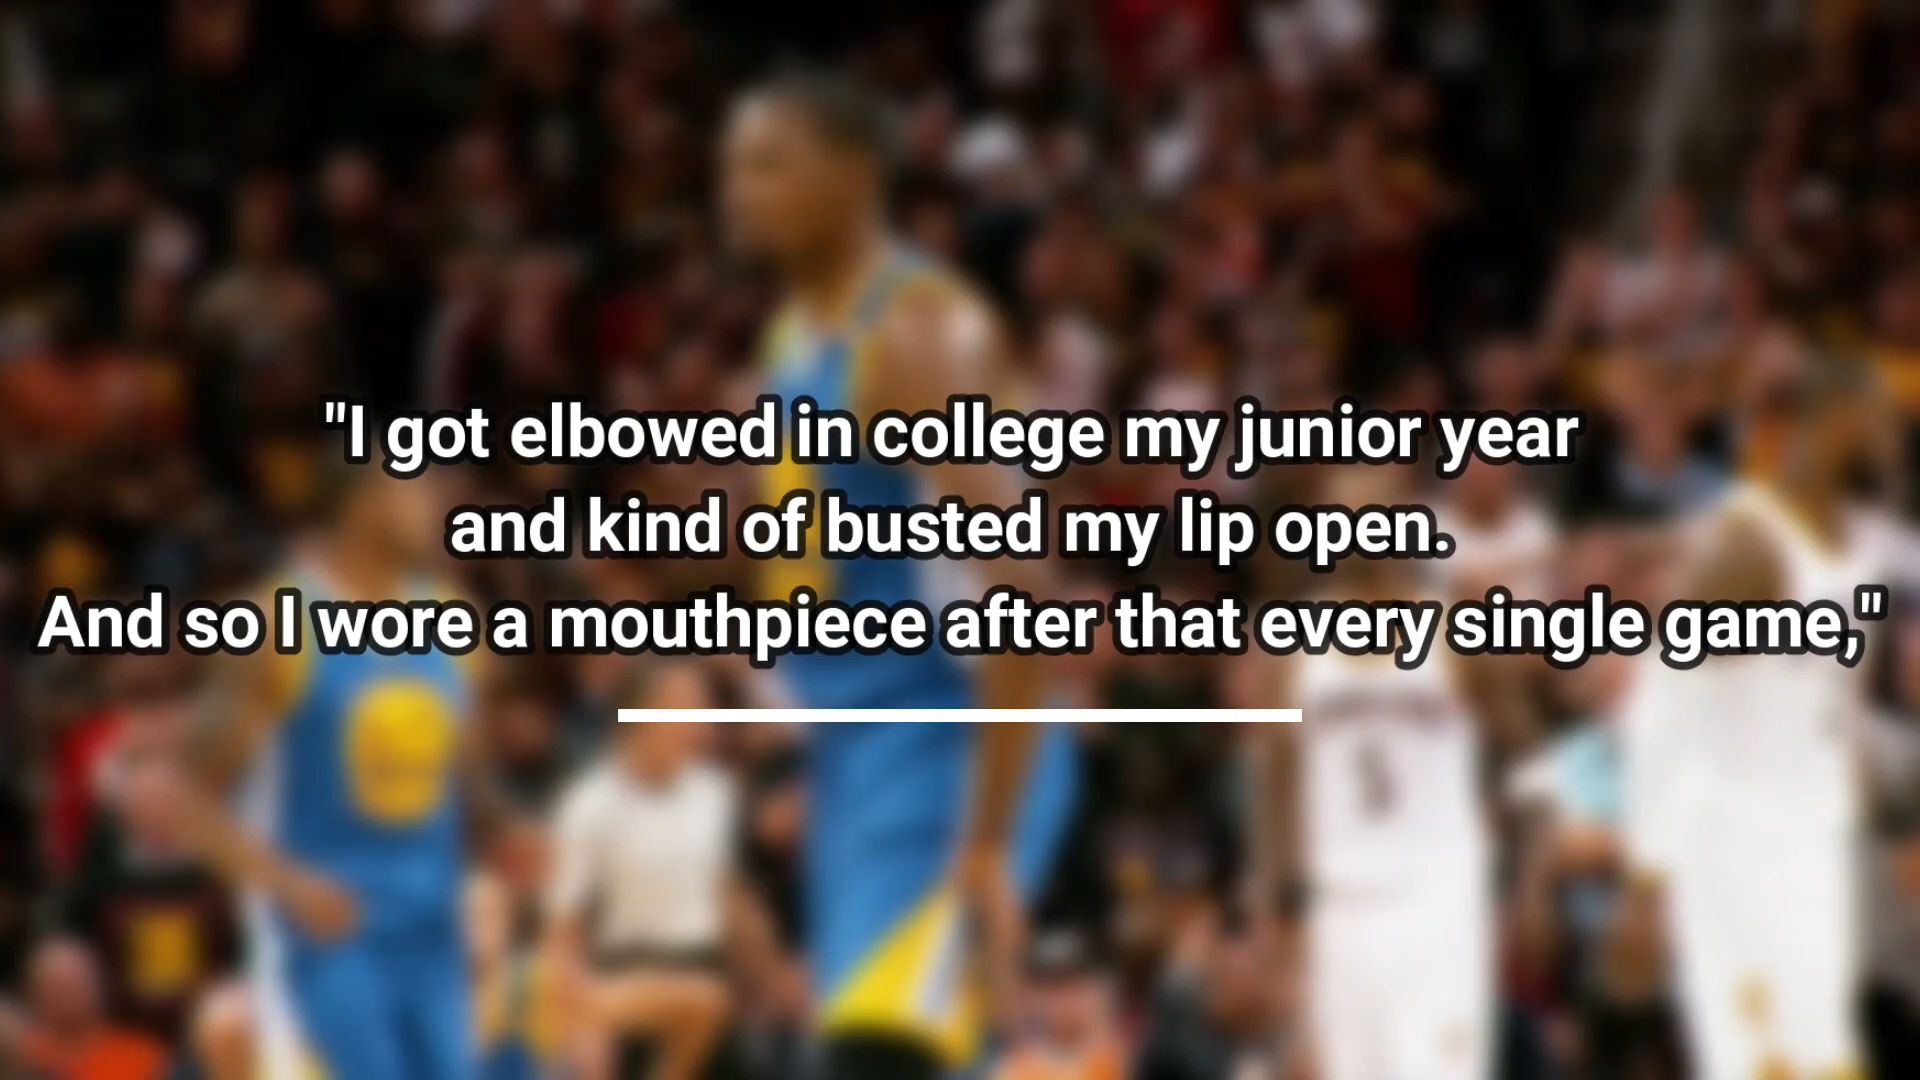 "I got elbowed in college my junior year
and kind of busted my lip open.
And so I wore a mouthpiece after that every single game,"